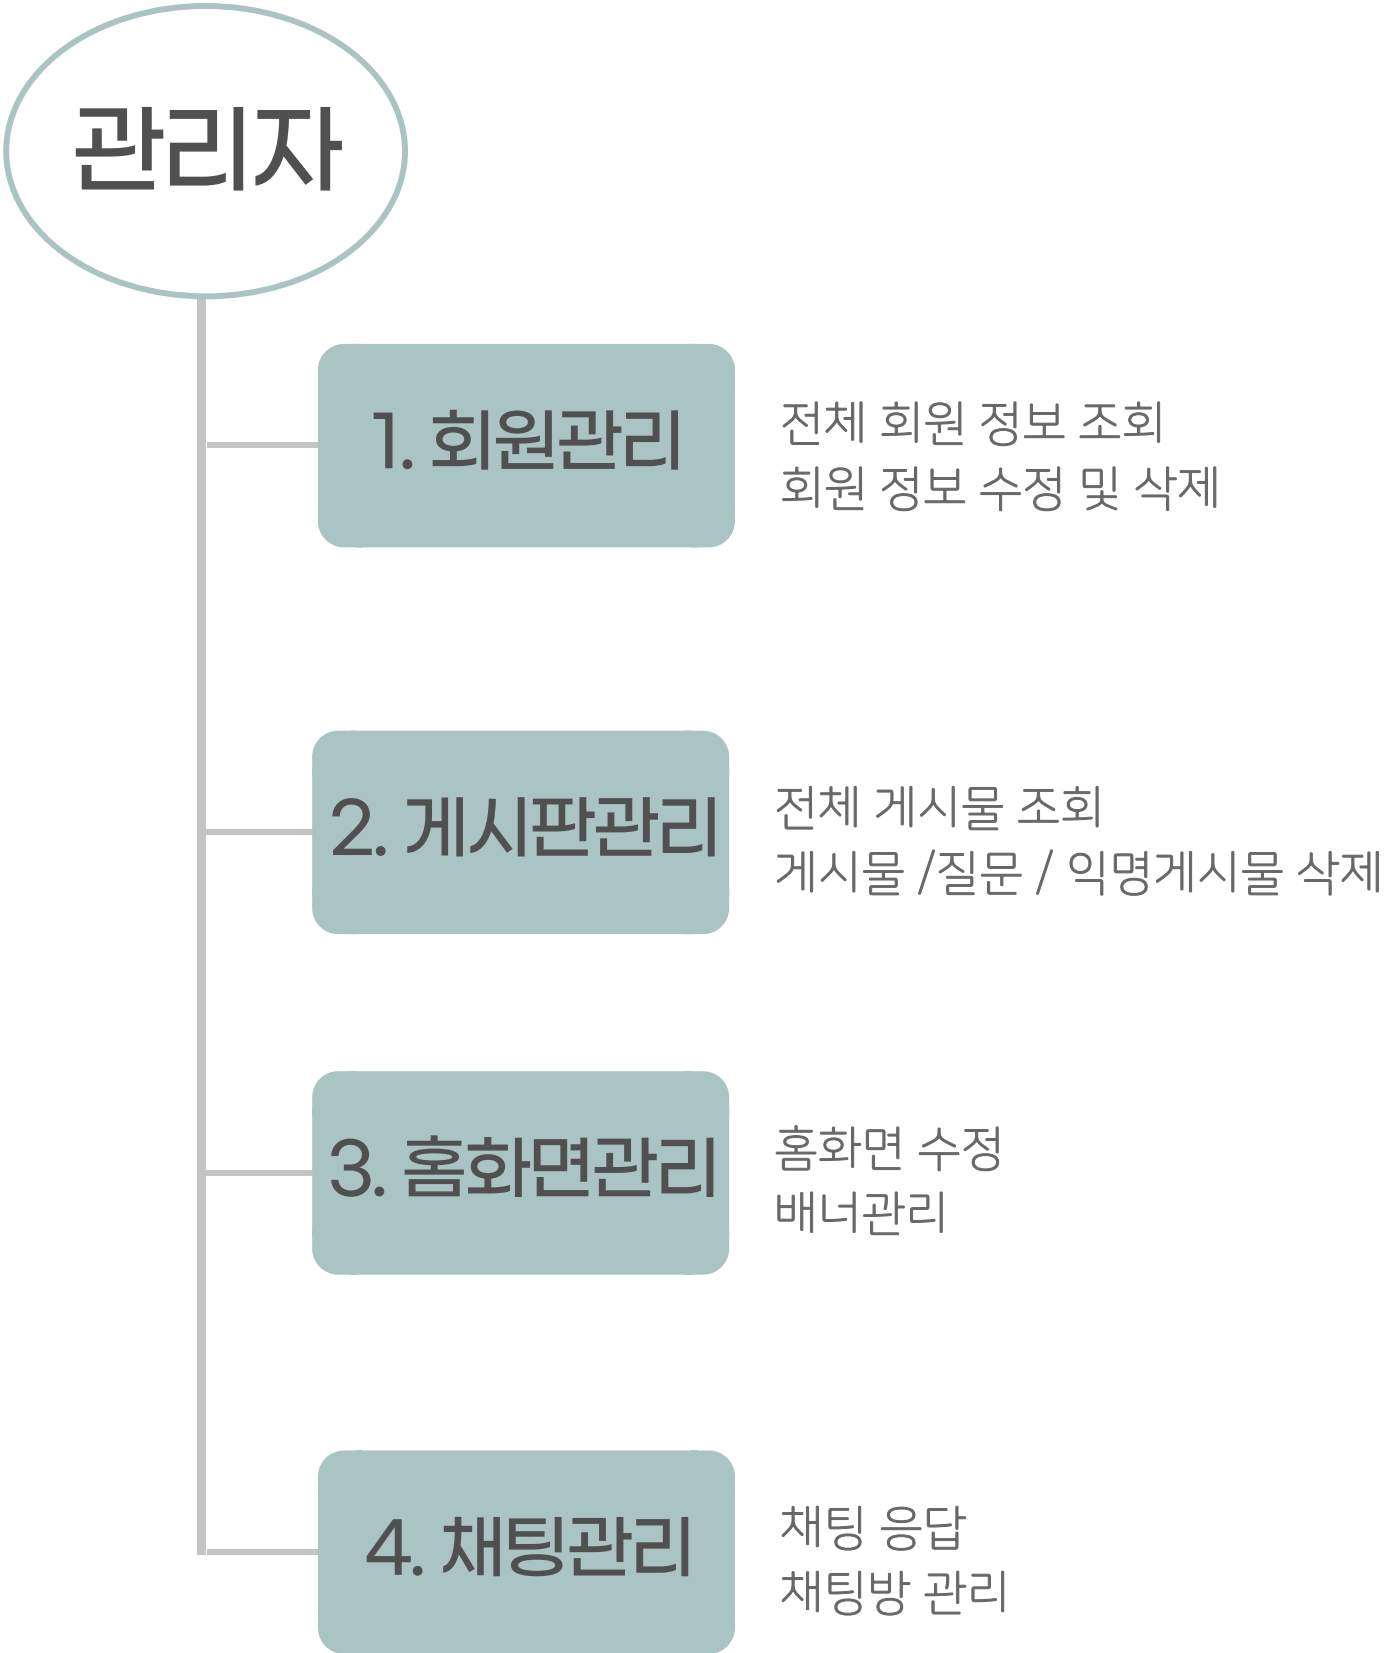 관리자
1. 회원관리
전체 회원 정보 조회
회원 정보 수정 및 삭제
2. 게시판관리
전체 게시물 조회
게시물 /질문 / 익명게시물 삭제
3. 홈화면관리
홈화면 수정
배너관리
4. 채팅관리
채팅 응답
채팅방 관리